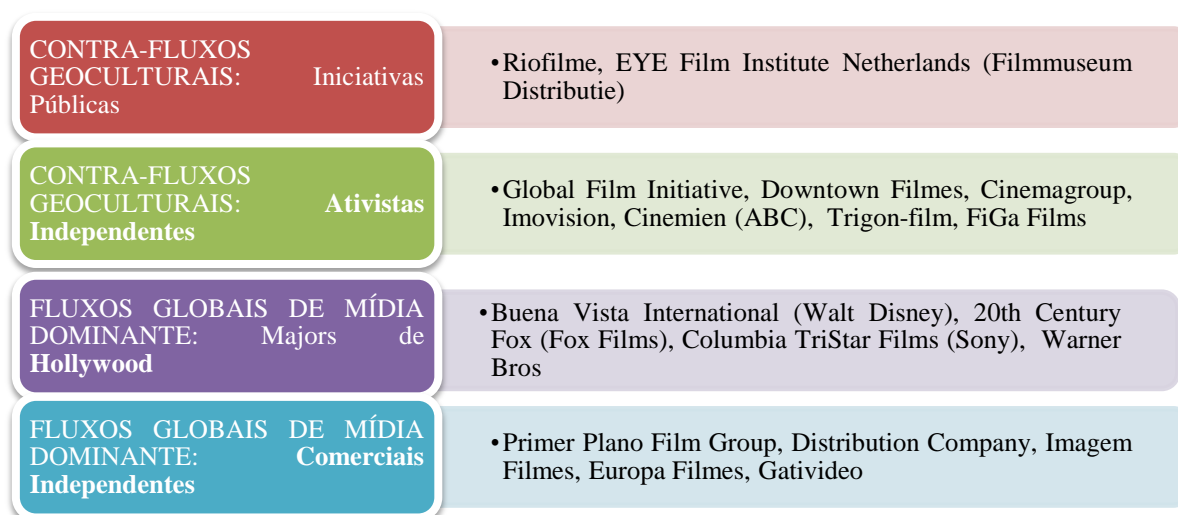 CONTRA-FLUXOS
GEOCULTURAIS: Iniciativas
Públicas
•Riofilme, EYE Film Institute Netherlands (Filmmuseum
Distributie)
CONTRA-FLUXOS
GEOCULTURAIS: Ativistas
Independentes
•Global Film Initiative, Downtown Filmes, Cinemagroup,
Imovision, Cinemien (ABC), Trigon-film, FiGa Films
FLUXOS GLOBAIS DE MÍDIA
DOMINANTE: Majors de
Hollywood
•Buena Vista International (Walt Disney), 20th Century
Fox (Fox Films), Columbia TriStar Films (Sony), Warner
Bros
FLUXOS GLOBAIS DE MÍDIA
DOMINANTE: Comerciais
Independentes
•Primer Plano Film Group, Distribution Company, Imagem
Filmes, Europa Filmes, Gativideo